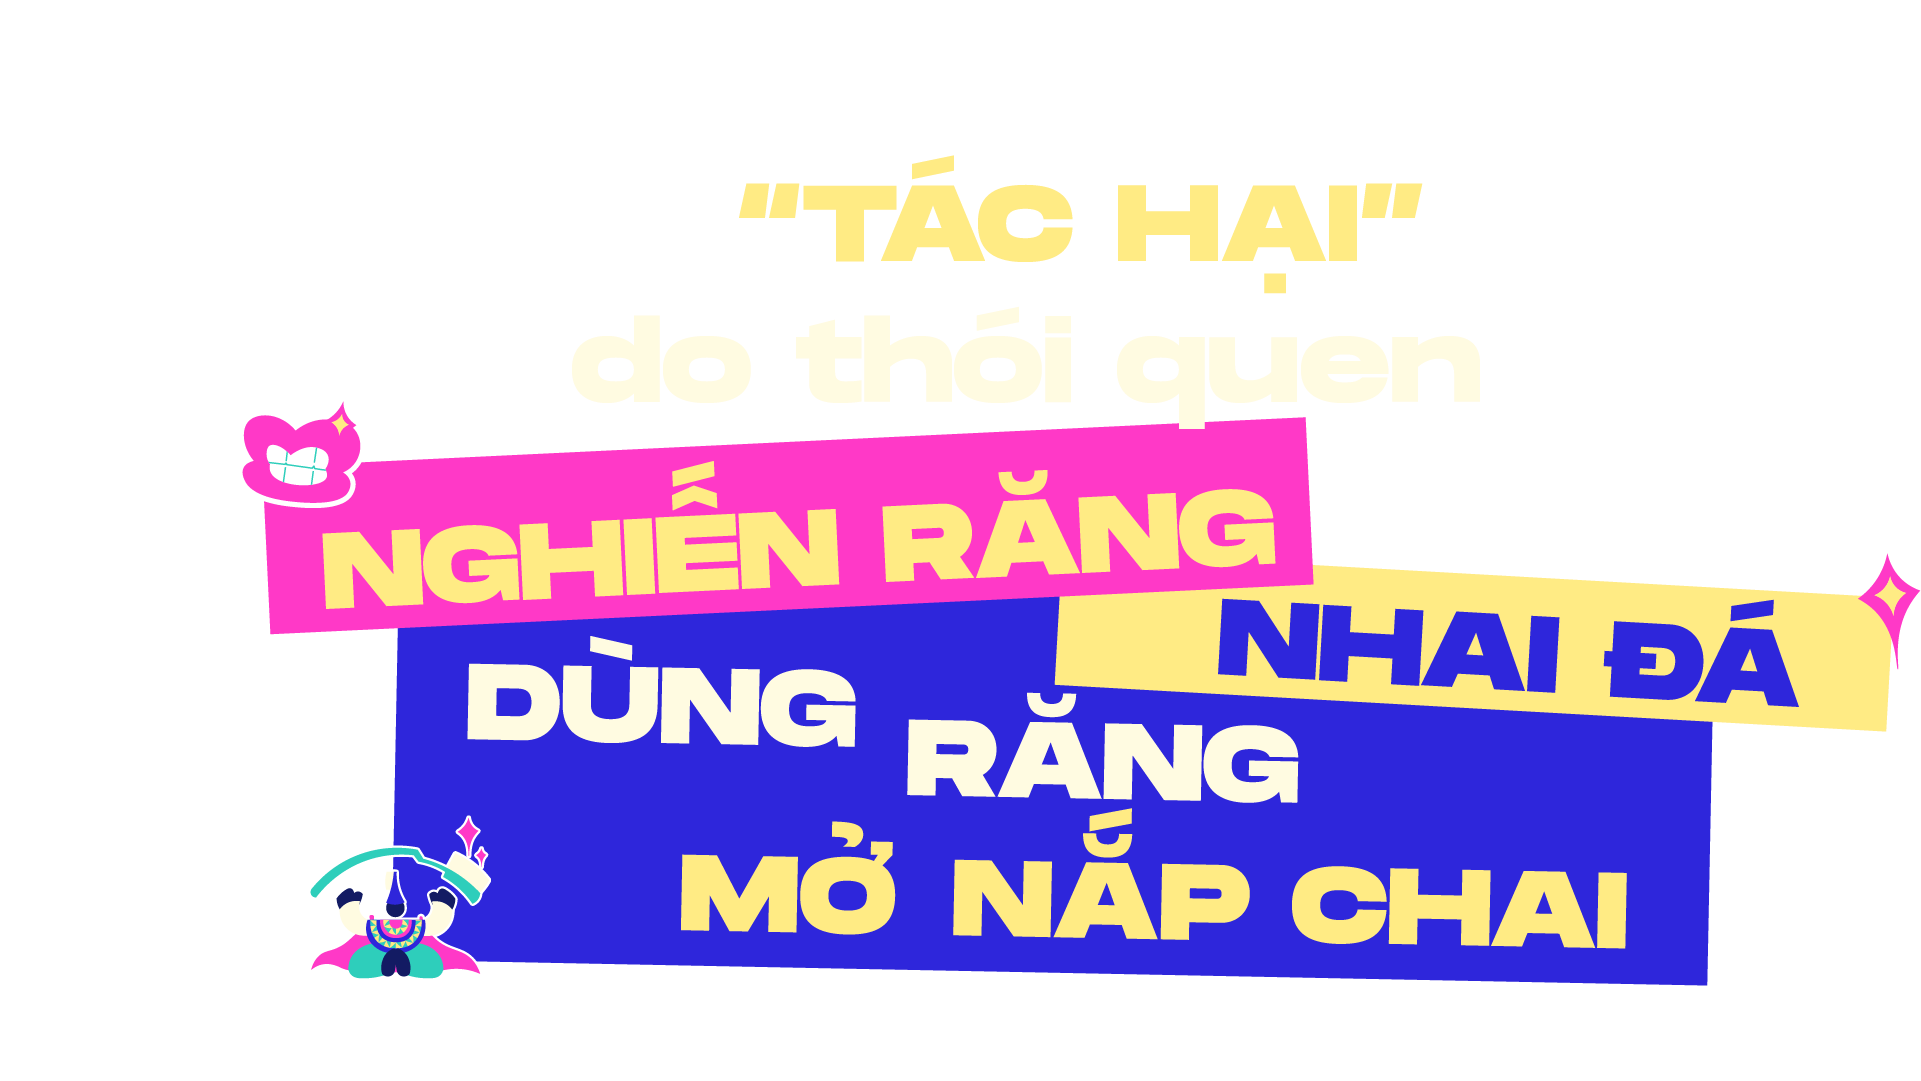 "TÁC HẠI"
do thói quen
NGHIẾN RĂNG
NHAI ĐÁ
DÙNG RĂNG
MỞ NẮP CHAI